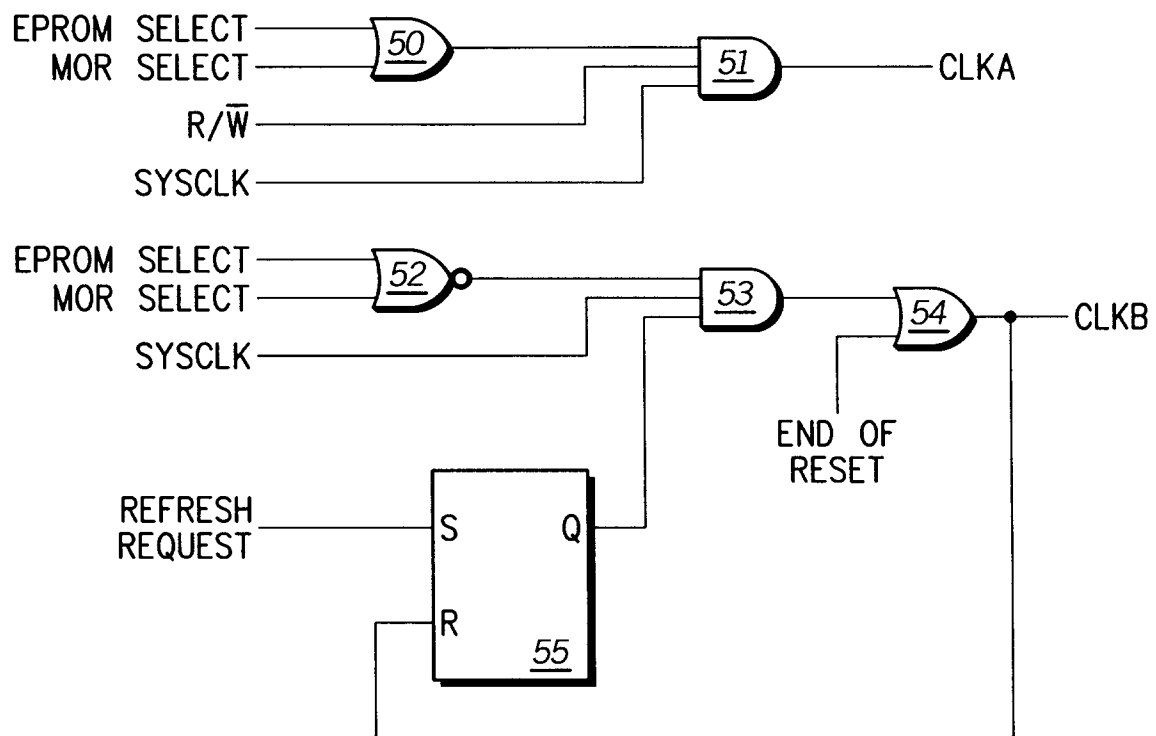 EPROM SELECT
MOR SELECT
50
51
CLKA
R/W̅
SYSCLK
EPROM SELECT
MOR SELECT
52
53
54
CLKB
SYSCLK
END OF
RESET
REFRESH
REQUEST
S
Q
R
55